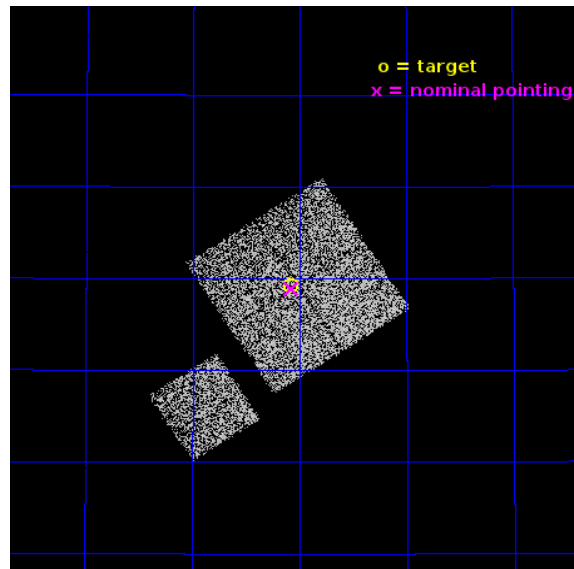 o = target
x = nominal pointing